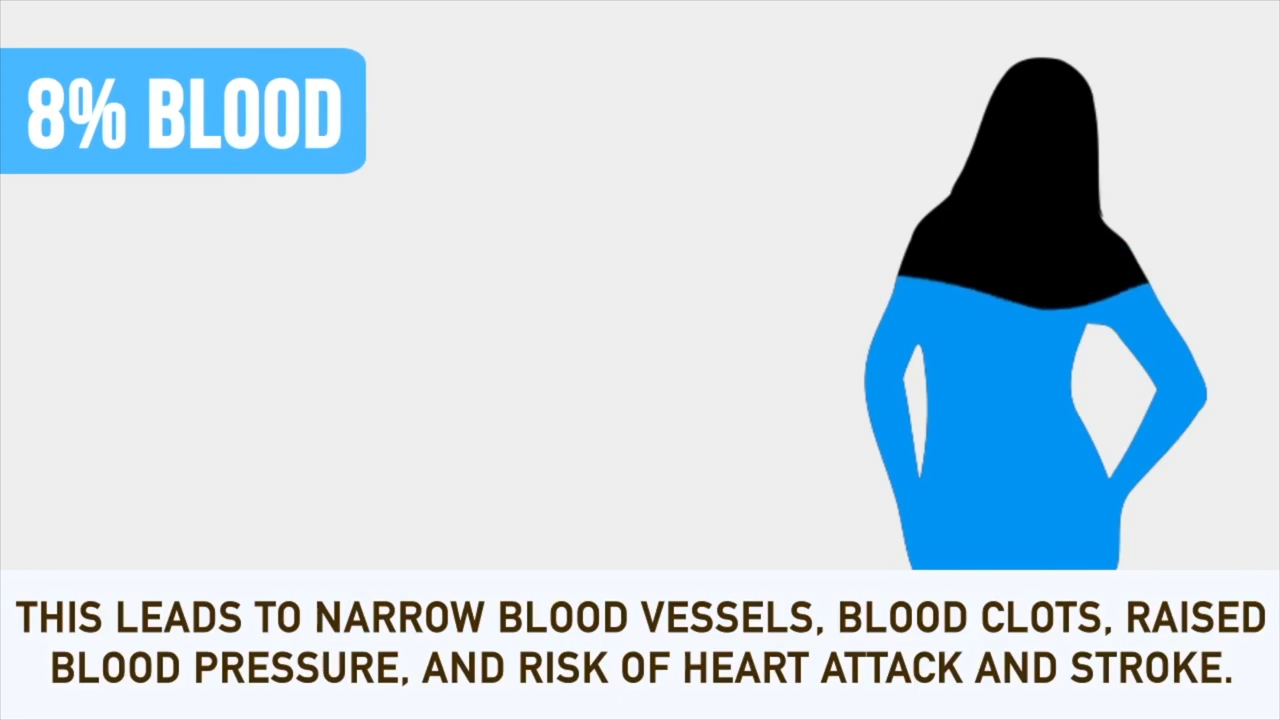 8% BLOOD
THIS LEADS TO NARROW BLOOD VESSELS, BLOOD CLOTS, RAISED
BLOOD PRESSURE, AND RISK OF HEART ATTACK AND STROKE.